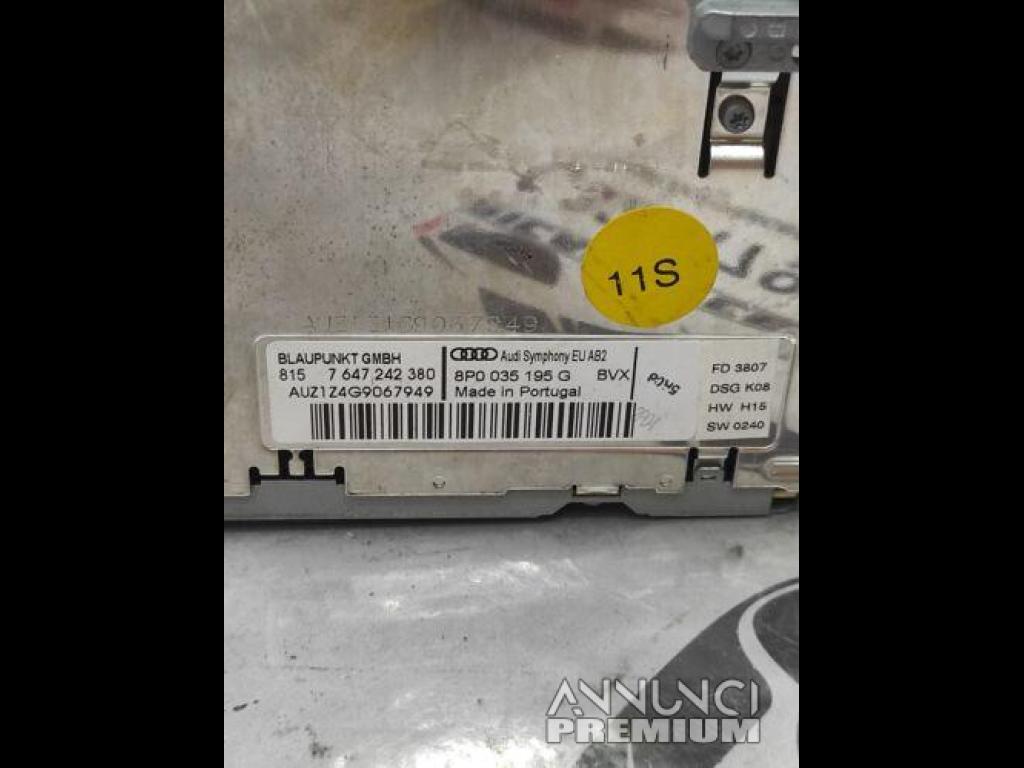 11S
AUZ1Z4G9067949
BLAUPUNKT GMBH
815 7 647 242 380
AUZ1Z4G9067949
Audi Symphony EU AB2
8P0 035 195 G BVX
Made in Portugal
FD 3807
DSG K08
HW H15
SW 0240
ANNUNCI
PREMIUM